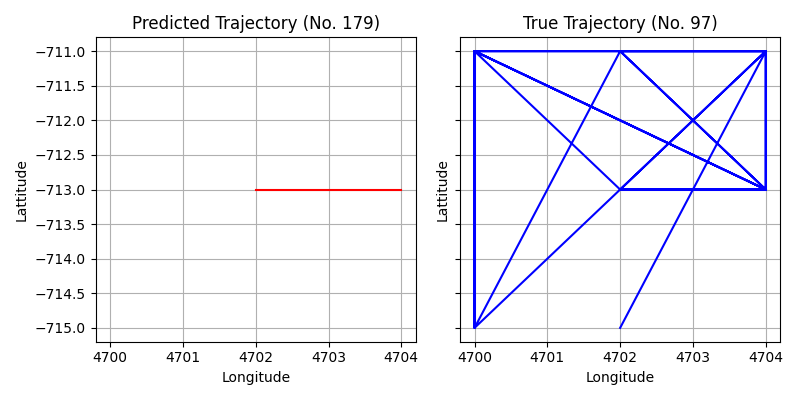 Predicted Trajectory (No. 179)
True Trajectory (No. 97)
−711.0
−711.5
−712.0
−712.5
−713.0
−713.5
−714.0
−714.5
−715.0
Lattitude
Lattitude
4700 4701 4702 4703 4704
4700 4701 4702 4703 4704
Longitude
Longitude